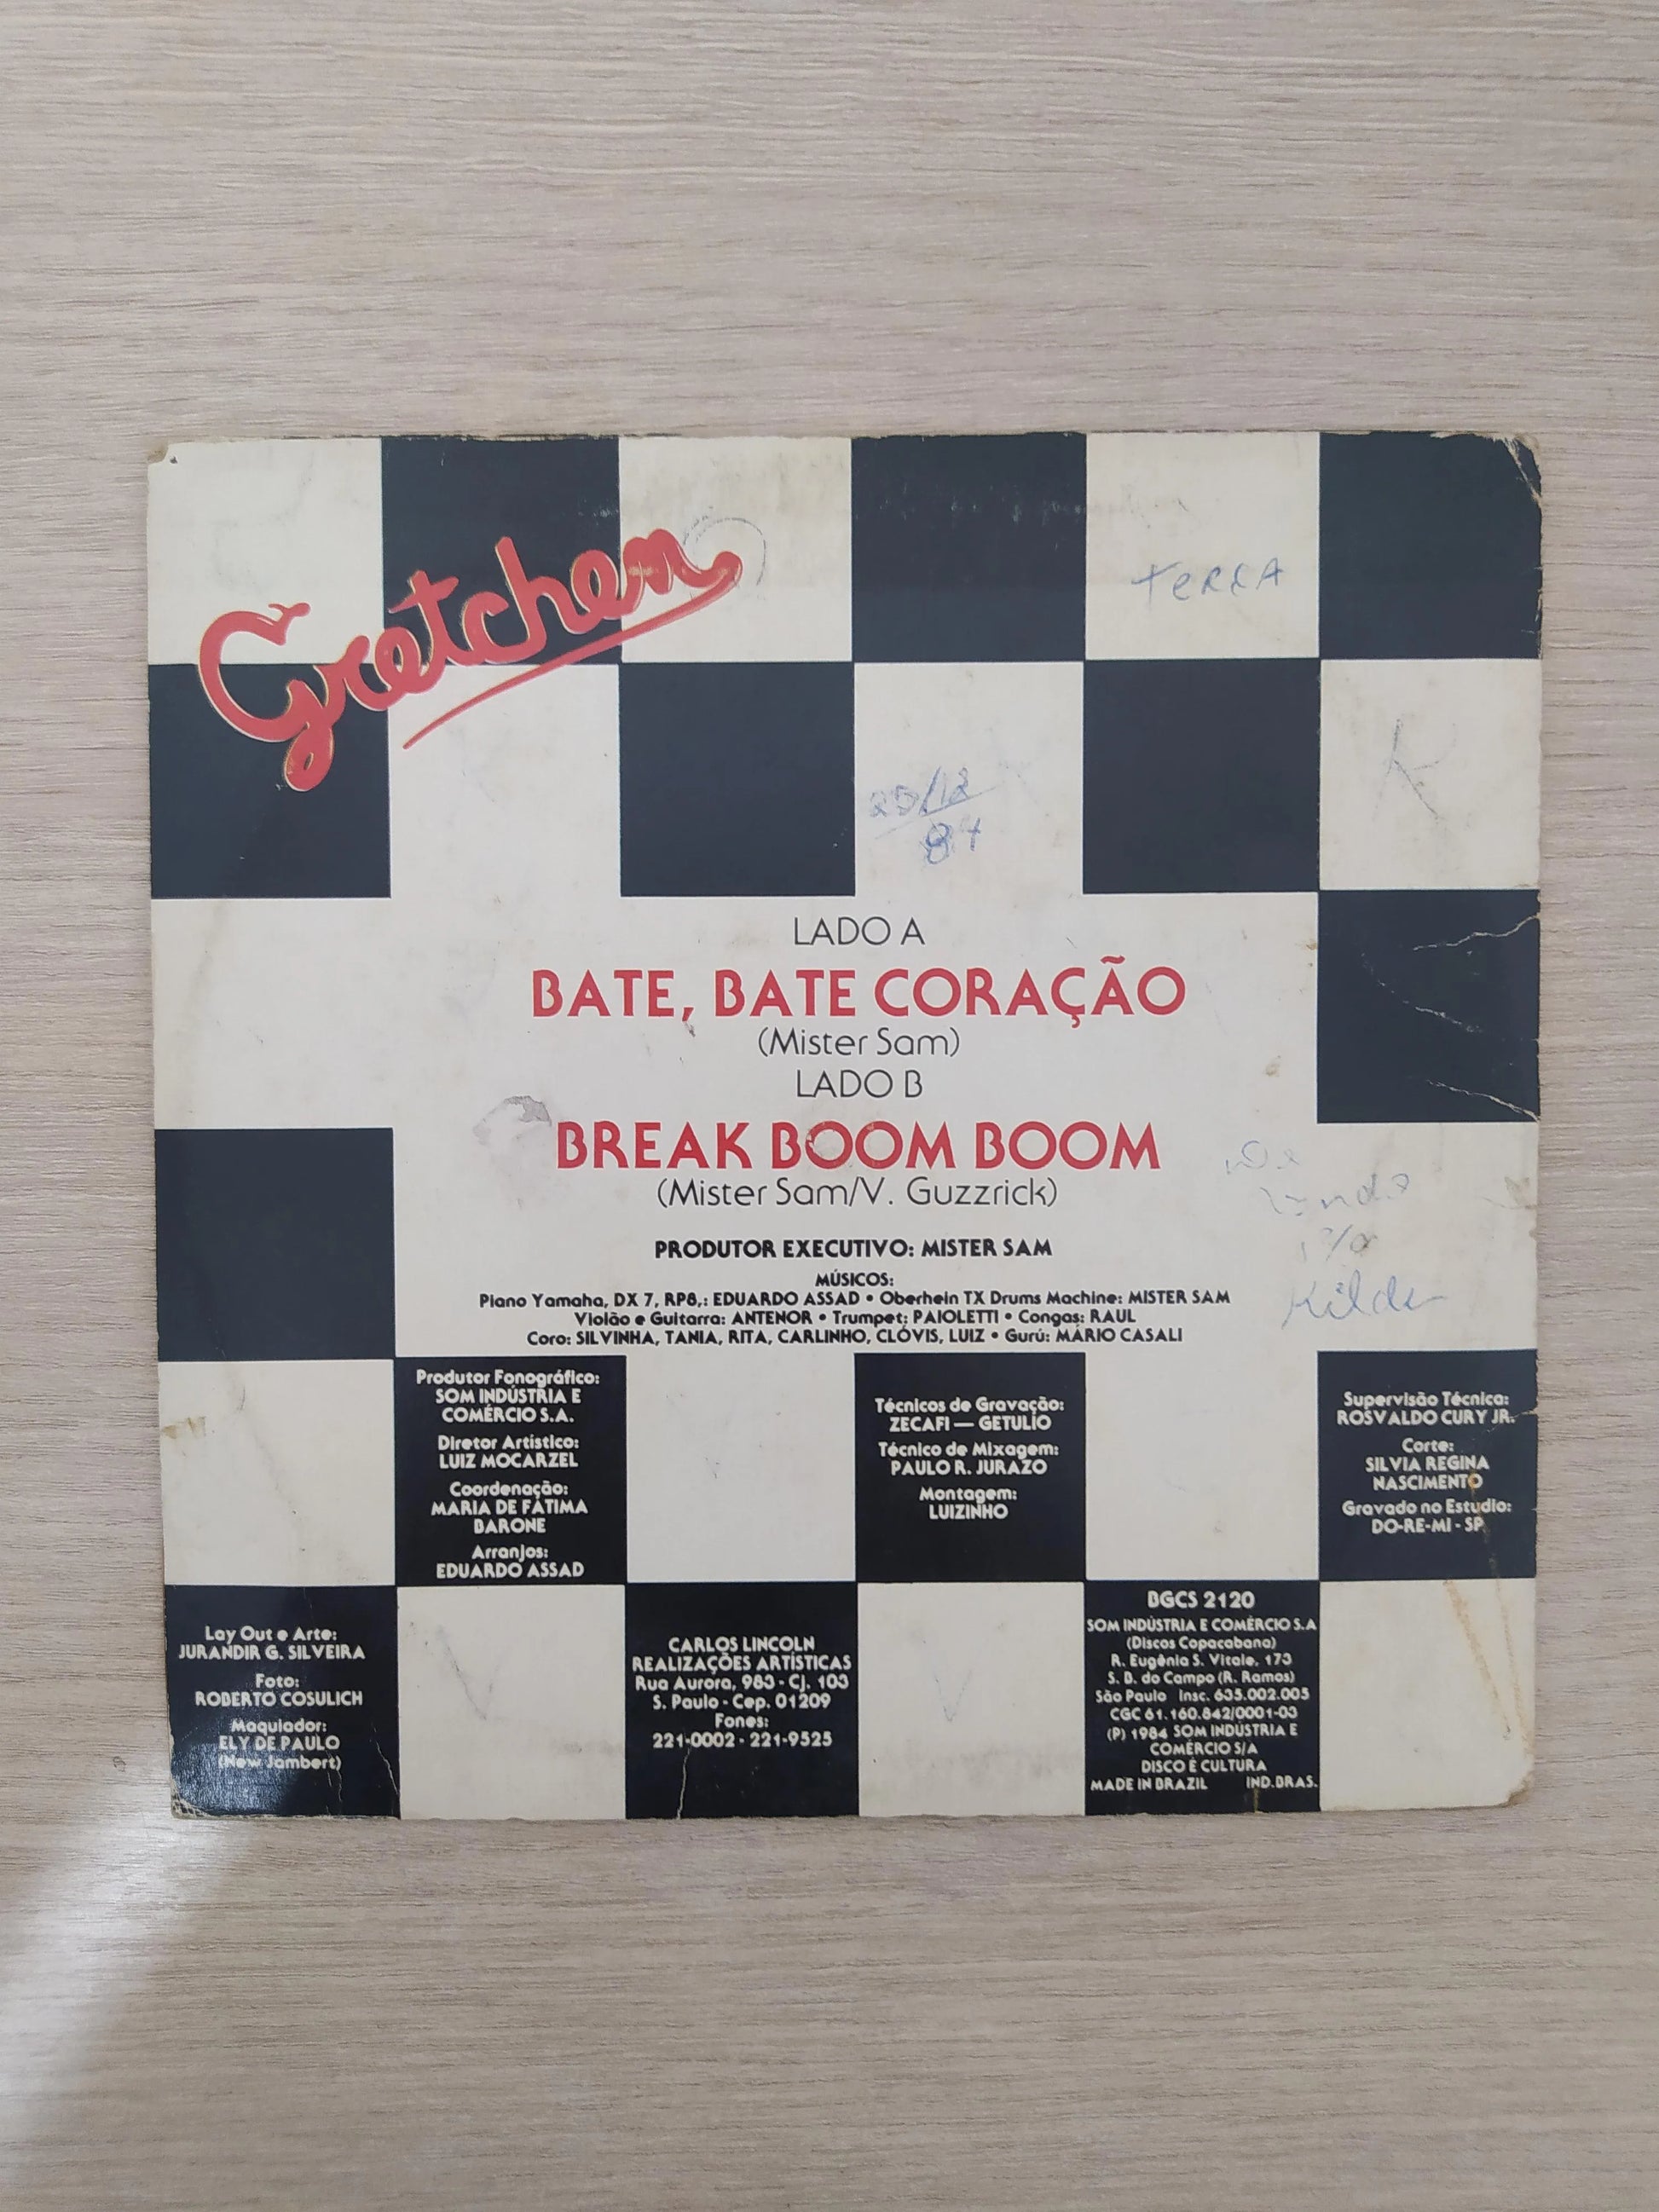 Gretchen
TERRA
K
25/12
84
LADO A
BATE, BATE CORAÇÃO
(Mister Sam)
LADO B
BREAK BOOM BOOM
(Mister Sam/V. Guzzrick)
PRODUTOR EXECUTIVO: MISTER SAM
MÚSICOS:
Piano Yamaha, DX 7, RP8,: EDUARDO ASSAD • Oberhein TX Drums Machine: MISTER SAM
Violão e Guitarra: ANTENOR • Trumpet: PAIOLETTI • Congas: RAUL
Coro: SILVINHA, TANIA, RITA, CARLINHO, CLÓVIS, LUIZ • Gurú: MÁRIO CASALI
Produtor Fonográfico:
SOM INDÚSTRIA E
COMÉRCIO S.A.
Diretor Artístico:
LUIZ MOCARZEL
Coordenação:
MARIA DE FÁTIMA
BARONE
Arranjos:
EDUARDO ASSAD
Técnicos de Gravação:
ZECAFI — GETULIO
Técnico de Mixagem:
PAULO R. JURAZO
Montagem:
LUIZINHO
Supervisão Técnica:
ROSVALDO CURY JR.
Corte:
SILVIA REGINA
NASCIMENTO
Gravado no Estudio:
DO-RE-MI - SP
Lay Out e Arte:
JURANDIR G. SILVEIRA
Foto:
ROBERTO COSULICH
Maquiador:
ELY DE PAULO
(New Jambert)
CARLOS LINCOLN
REALIZAÇÕES ARTÍSTICAS
Rua Aurora, 983 - Cj. 103
S. Paulo - Cep. 01209
Fones:
221-0002 - 221-9525
BGCS 2120
SOM INDÚSTRIA E COMÉRCIO S.A
(Discos Copacabana)
R. Eugênia S. Vitale, 173
S. B. do Campo (R. Ramos)
São Paulo Insc. 635.002.005
CGC 61.160.842/0001-03
(P) 1984 SOM INDÚSTRIA E
COMÉRCIO S/A
DISCO É CULTURA
MADE IN BRAZIL IND. BRAS.